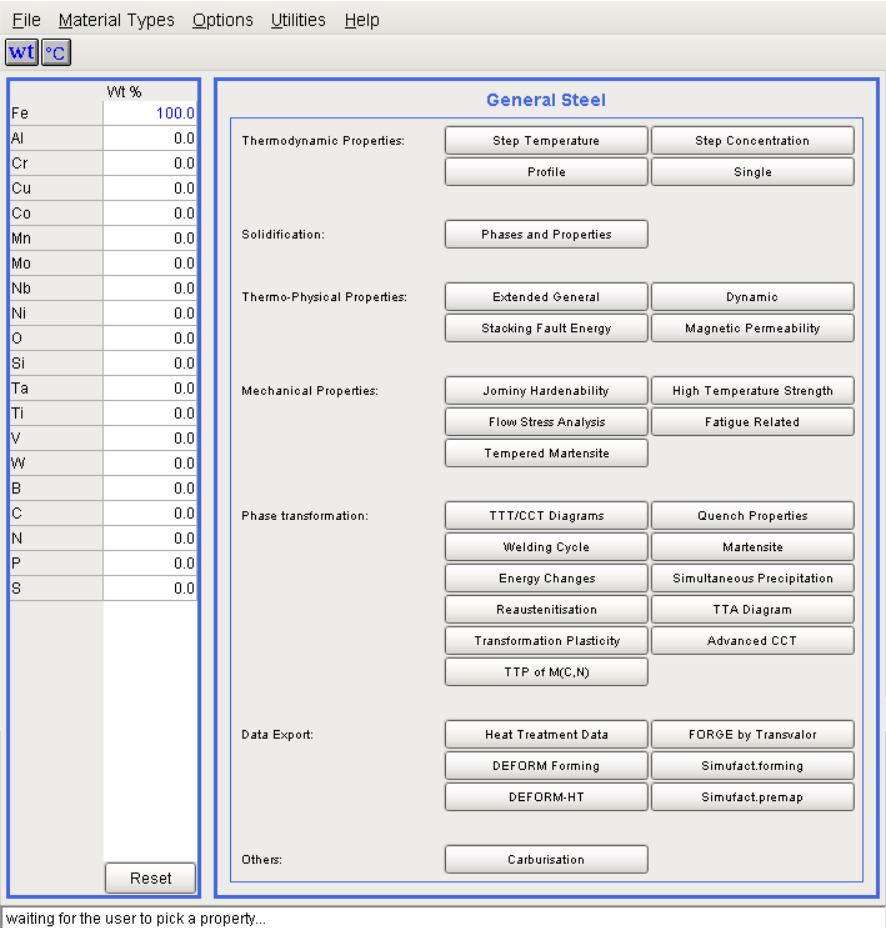 File Material Types Options Utilities Help
wt °C
Wt %
Fe 100.0
Al 0.0
Cr 0.0
Cu 0.0
Co 0.0
Mn 0.0
Mo 0.0
Nb 0.0
Ni 0.0
O 0.0
Si 0.0
Ta 0.0
Ti 0.0
V 0.0
W 0.0
B 0.0
C 0.0
N 0.0
P 0.0
S 0.0
Reset
General Steel
Thermodynamic Properties: Step Temperature Step Concentration
Profile Single
Solidification: Phases and Properties
Thermo-Physical Properties: Extended General Dynamic
Stacking Fault Energy Magnetic Permeability
Mechanical Properties: Jominy Hardenability High Temperature Strength
Flow Stress Analysis Fatigue Related
Tempered Martensite
Phase transformation: TTT/CCT Diagrams Quench Properties
Welding Cycle Martensite
Energy Changes Simultaneous Precipitation
Reaustenitisation TTA Diagram
Transformation Plasticity Advanced CCT
TTP of M(C,N)
Data Export: Heat Treatment Data FORGE by Transvalor
DEFORM Forming Simufact.forming
DEFORM-HT Simufact.premap
Others: Carburisation
waiting for the user to pick a property...